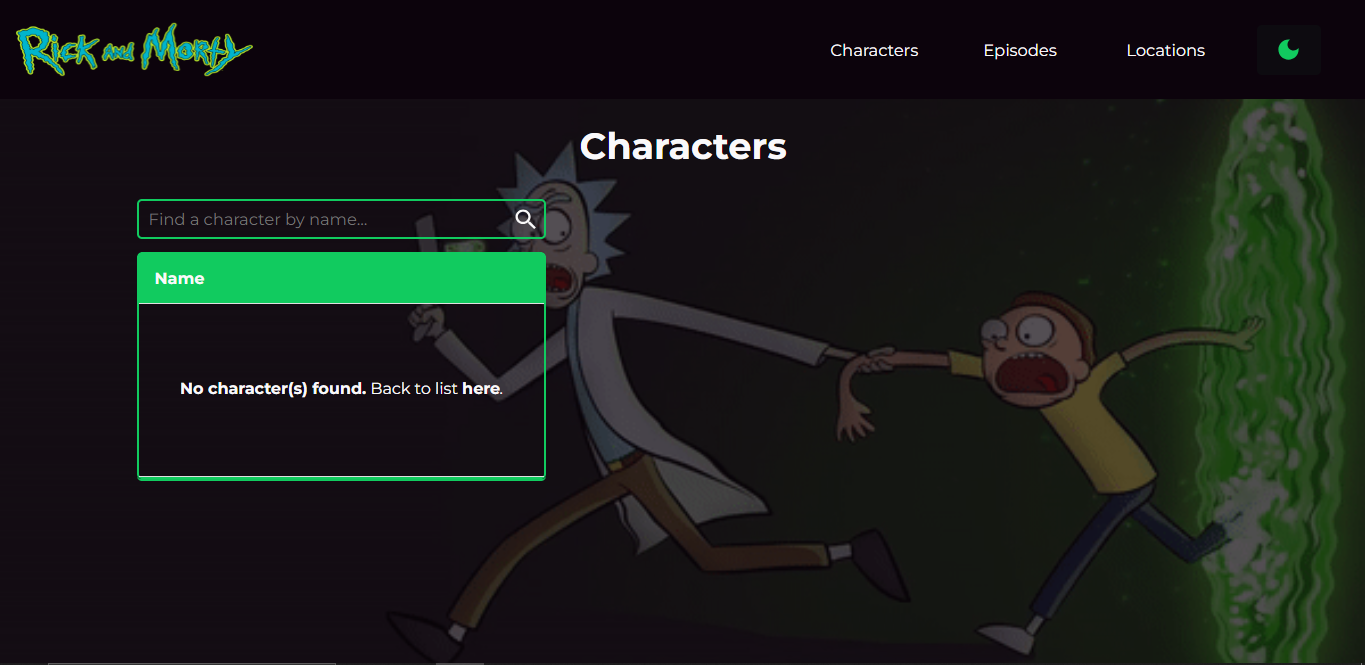 Rick and Morty
Characters Episodes Locations
Characters
Find a character by name...
Name
No character(s) found. Back to list here.